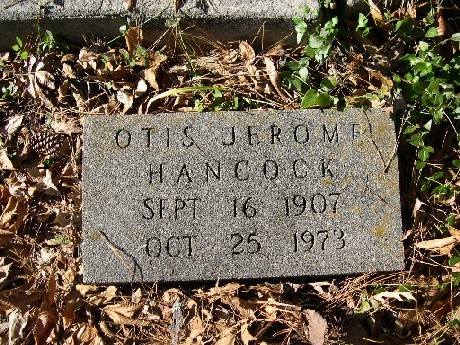 OTIS JEROME
HANCOCK
SEPT 16 1907
OCT 25 1973